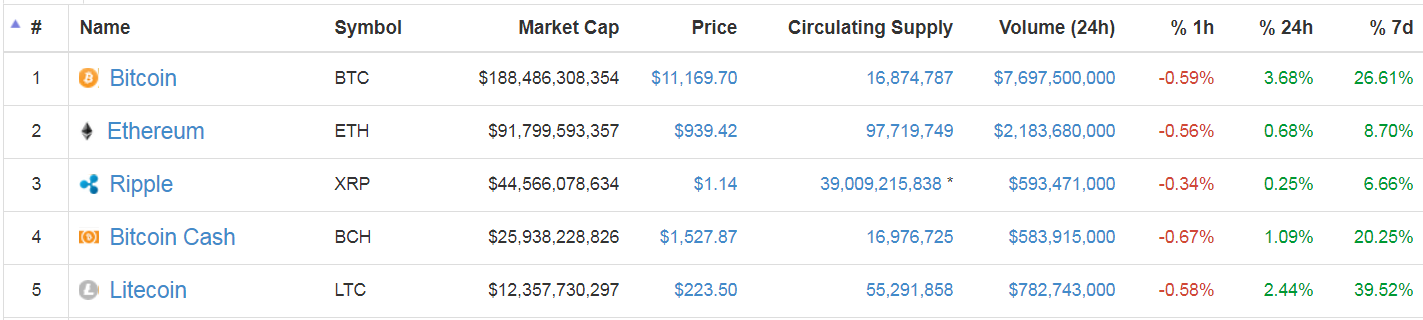 # Name Symbol Market Cap Price Circulating Supply Volume (24h) % 1h % 24h % 7d
1 Bitcoin BTC $188,486,308,354 $11,169.70 16,874,787 $7,697,500,000 -0.59% 3.68% 26.61%
2 Ethereum ETH $91,799,593,357 $939.42 97,719,749 $2,183,680,000 -0.56% 0.68% 8.70%
3 Ripple XRP $44,566,078,634 $1.14 39,009,215,838 * $593,471,000 -0.34% 0.25% 6.66%
4 Bitcoin Cash BCH $25,938,228,826 $1,527.87 16,976,725 $583,915,000 -0.67% 1.09% 20.25%
5 Litecoin LTC $12,357,730,297 $223.50 55,291,858 $782,743,000 -0.58% 2.44% 39.52%